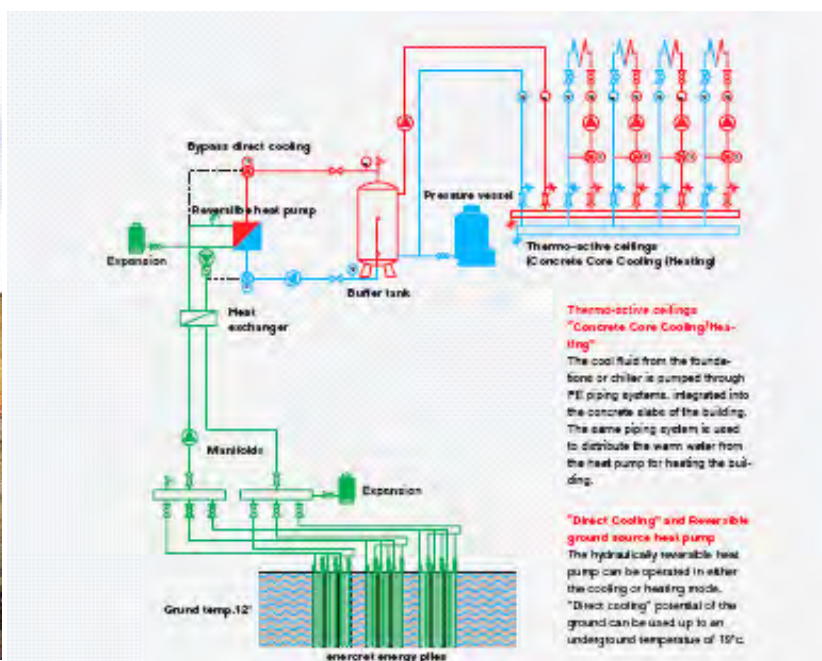 Bypass direct cooling
Reversilbe heat pump
Pressure vessel
Expansion
Thermo-active ceilings
(Concrete Core Cooling (Heating)
Buffer tank
Heat
exchanger
Thermo-active ceilings
"Concrete Core Cooling/Hea-
ting"
The cool fluid from the founda-
tions or chiller is pumped through
PE piping systems, integrated into
the concrete slabs of the building.
The same piping system is used
to distribute the warm water from
the heat pump for heating the buil-
ding.
Manifolds
Expansion
"Direct Cooling" and Reversible
ground source heat pump
The hydraulically reversible heat
pump can be operated in either
the cooling or heating mode.
"Direct cooling" potential of the
ground can be used up to an
underground temperatue of 19°c.
Grund temp.12°
enercret energy piles